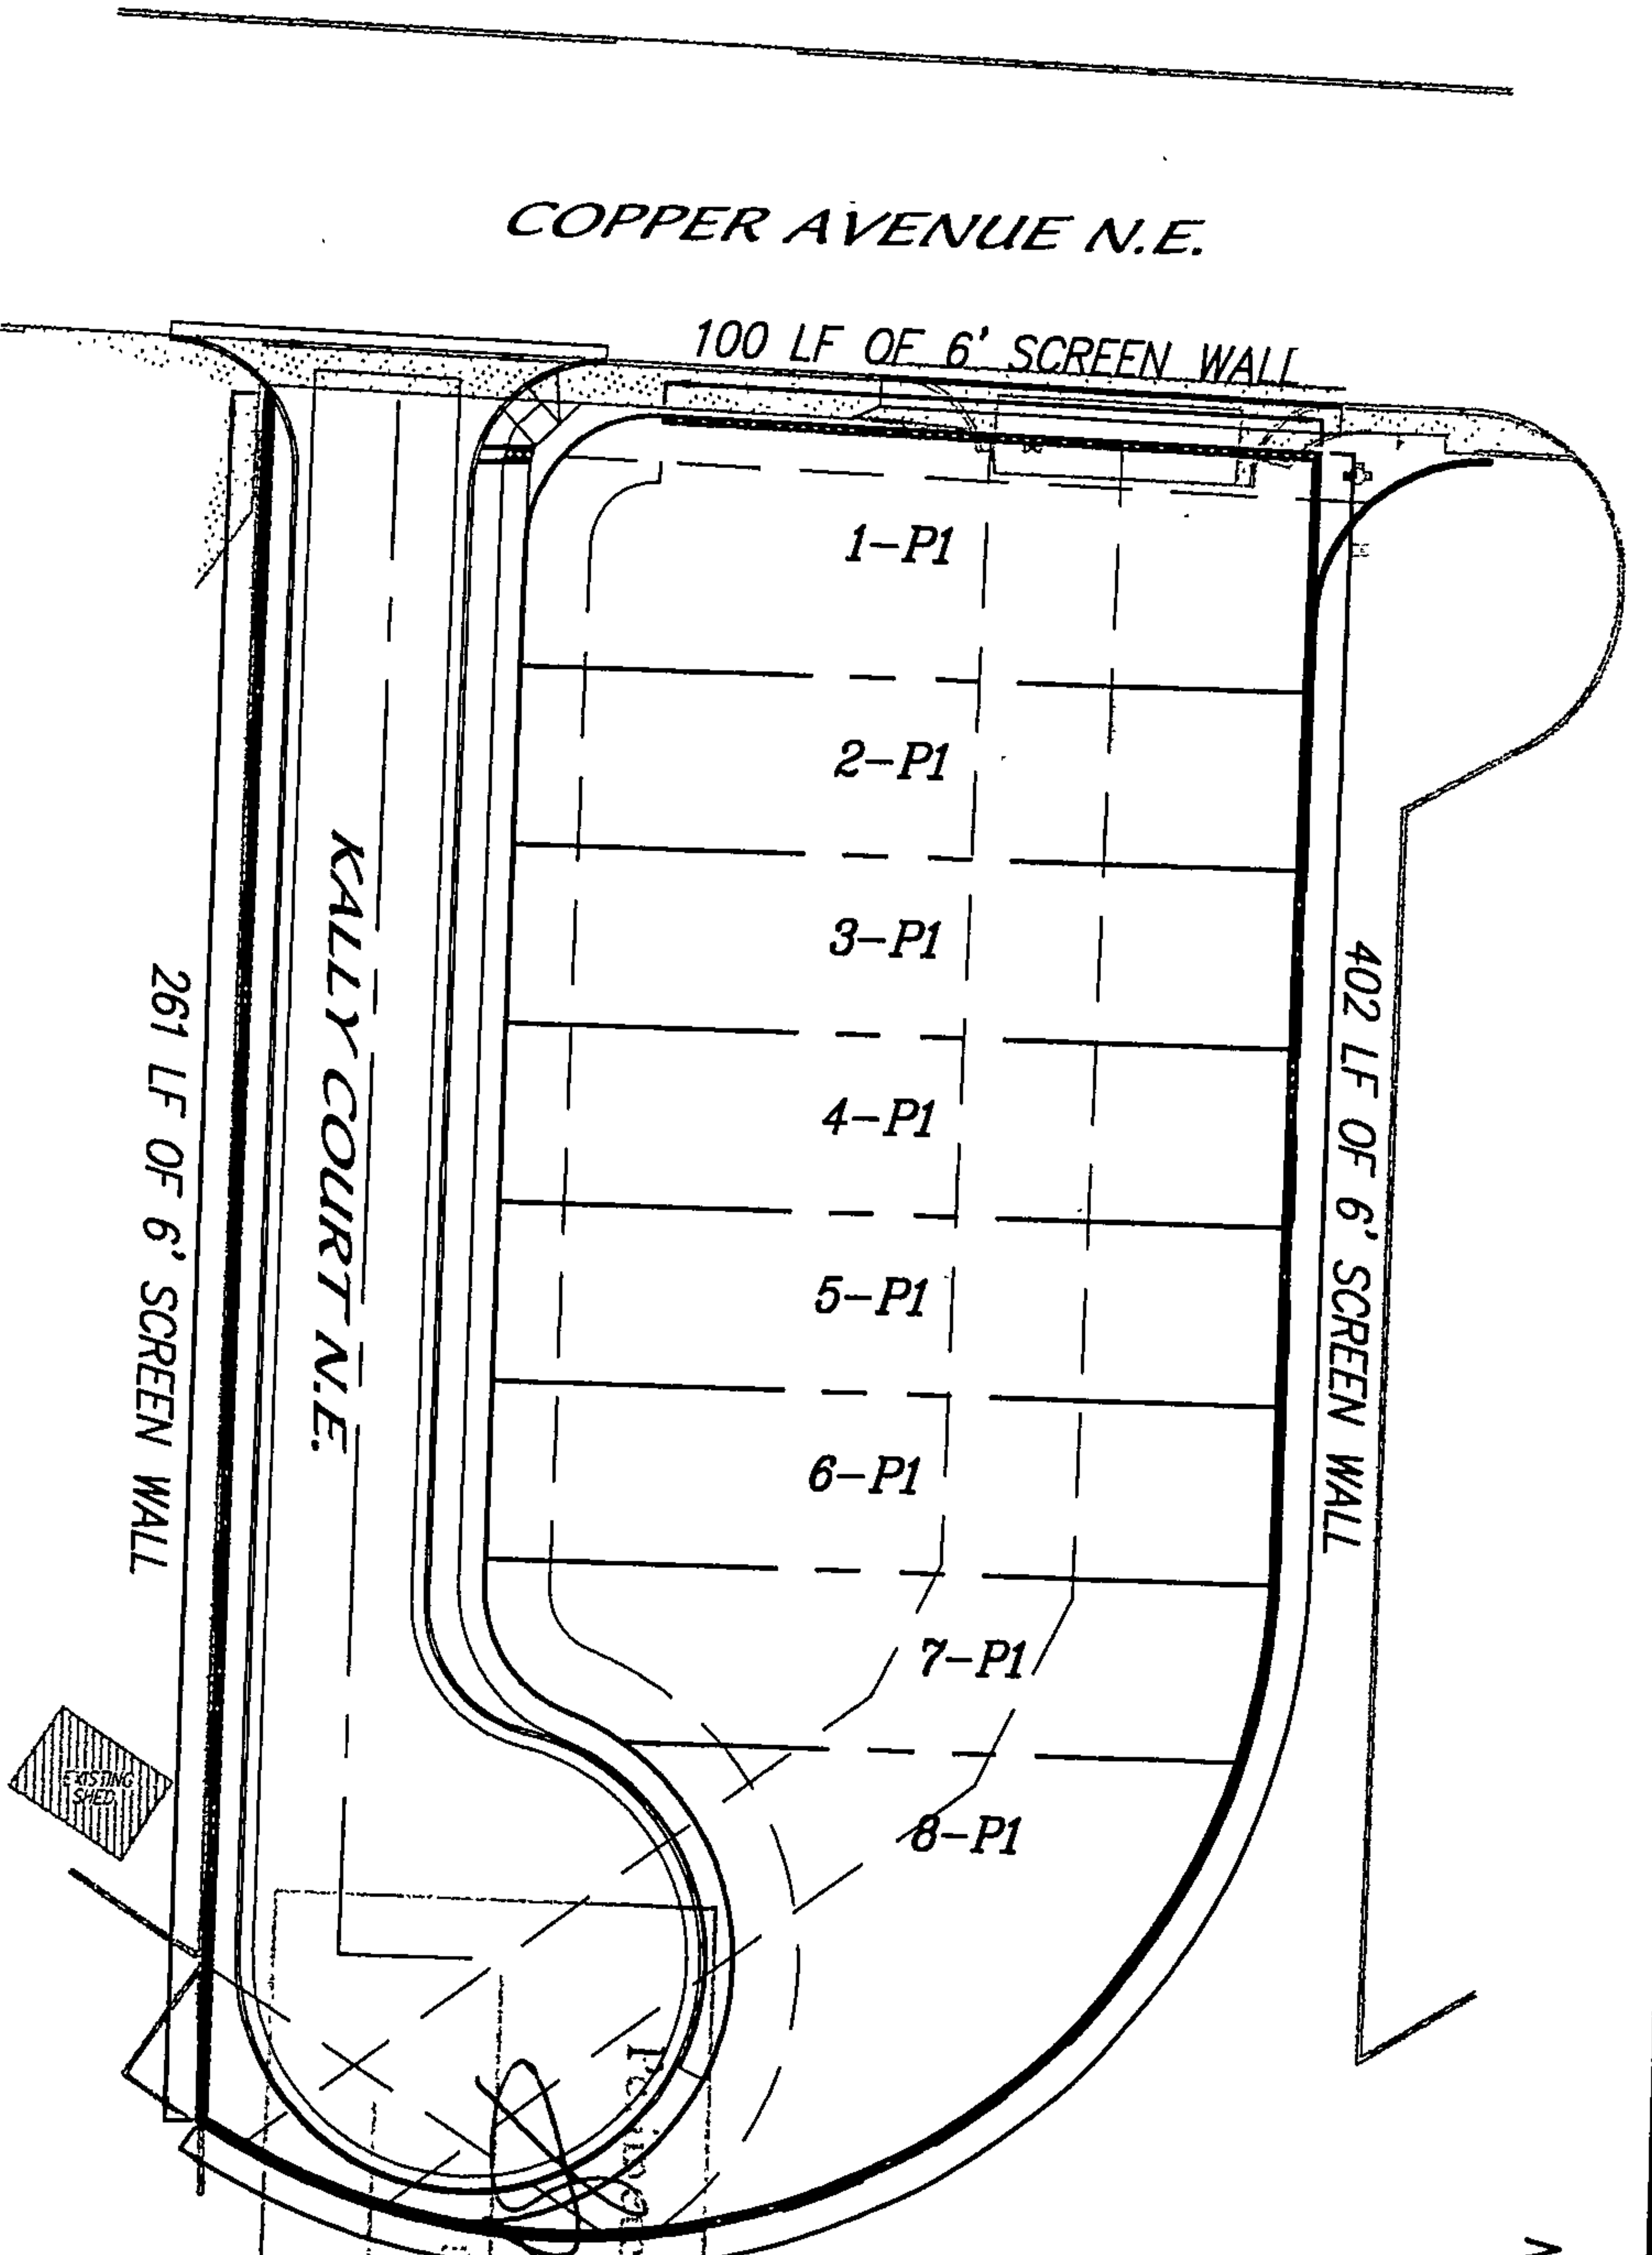 COPPER AVENUE N.E.
100 LF OF 6' SCREEN WALL
1-P1
2-P1
3-P1
4-P1
5-P1
6-P1
7-P1
8-P1
KALLY COURT N.E.
261 LF OF 6' SCREEN WALL
402 LF OF 6' SCREEN WALL
EXISTING
SHED